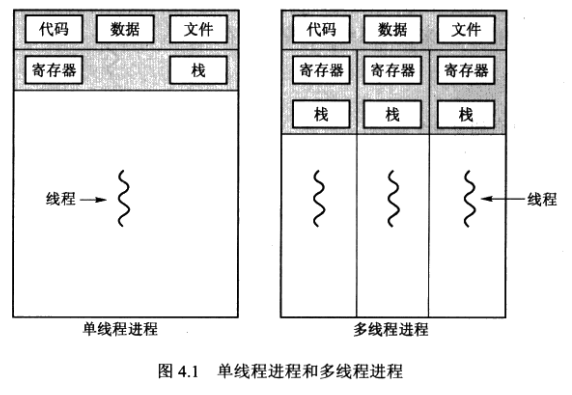 代码 数据 文件 代码 数据 文件
寄存器 栈 寄存器 寄存器 寄存器
栈 栈 栈
线程 线程
单线程进程 多线程进程
图 4.1 单线程进程和多线程进程